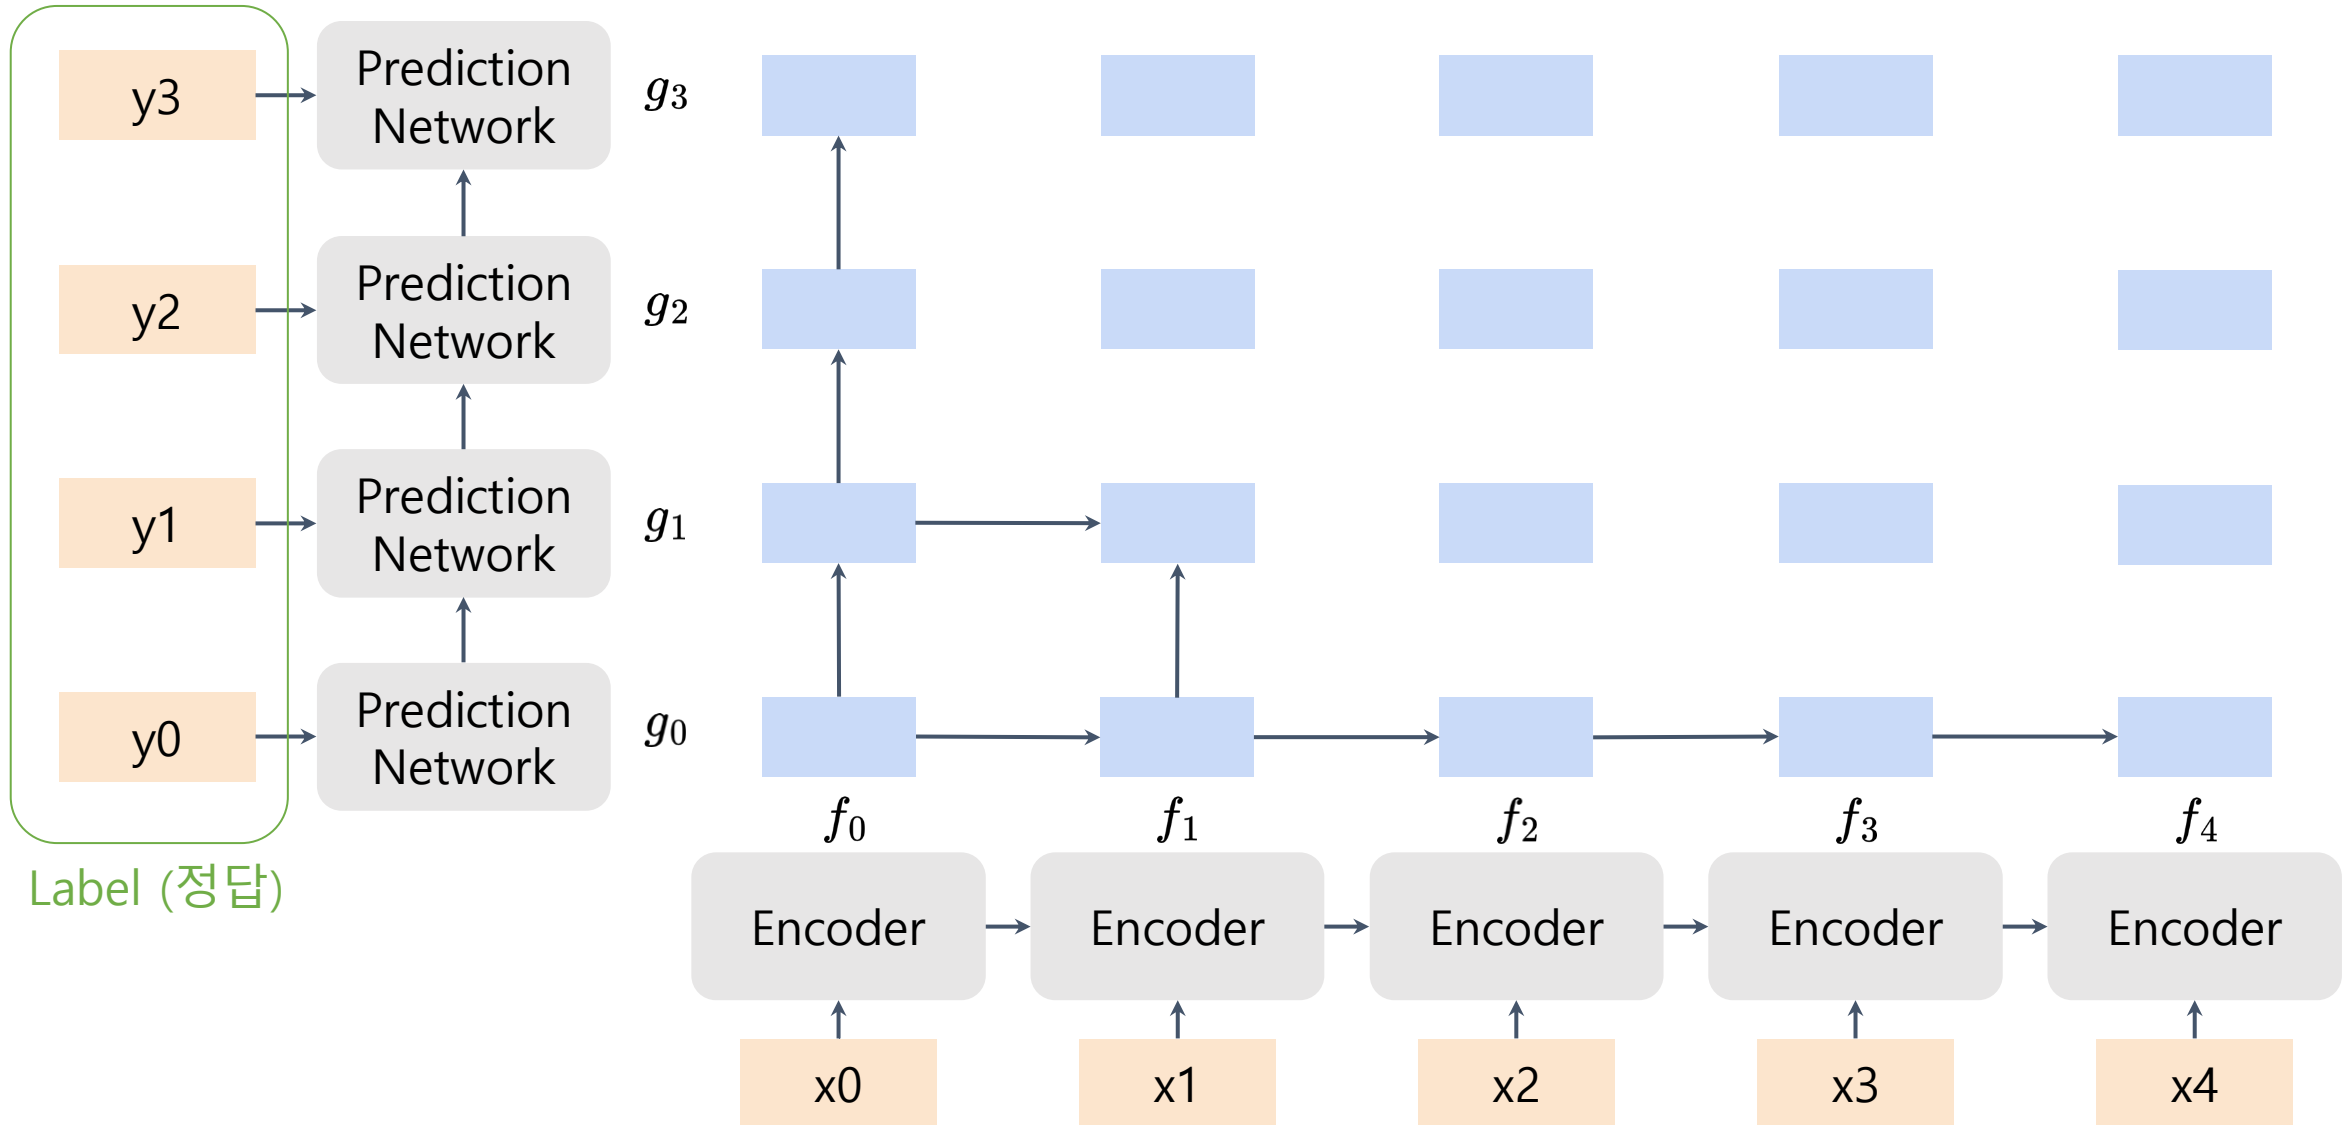 y3
Prediction
Network
g3
y2
Prediction
Network
g2
y1
Prediction
Network
g1
y0
Prediction
Network
g0
Label (정답)
f0
f1
f2
f3
f4
Encoder
Encoder
Encoder
Encoder
Encoder
x0
x1
x2
x3
x4